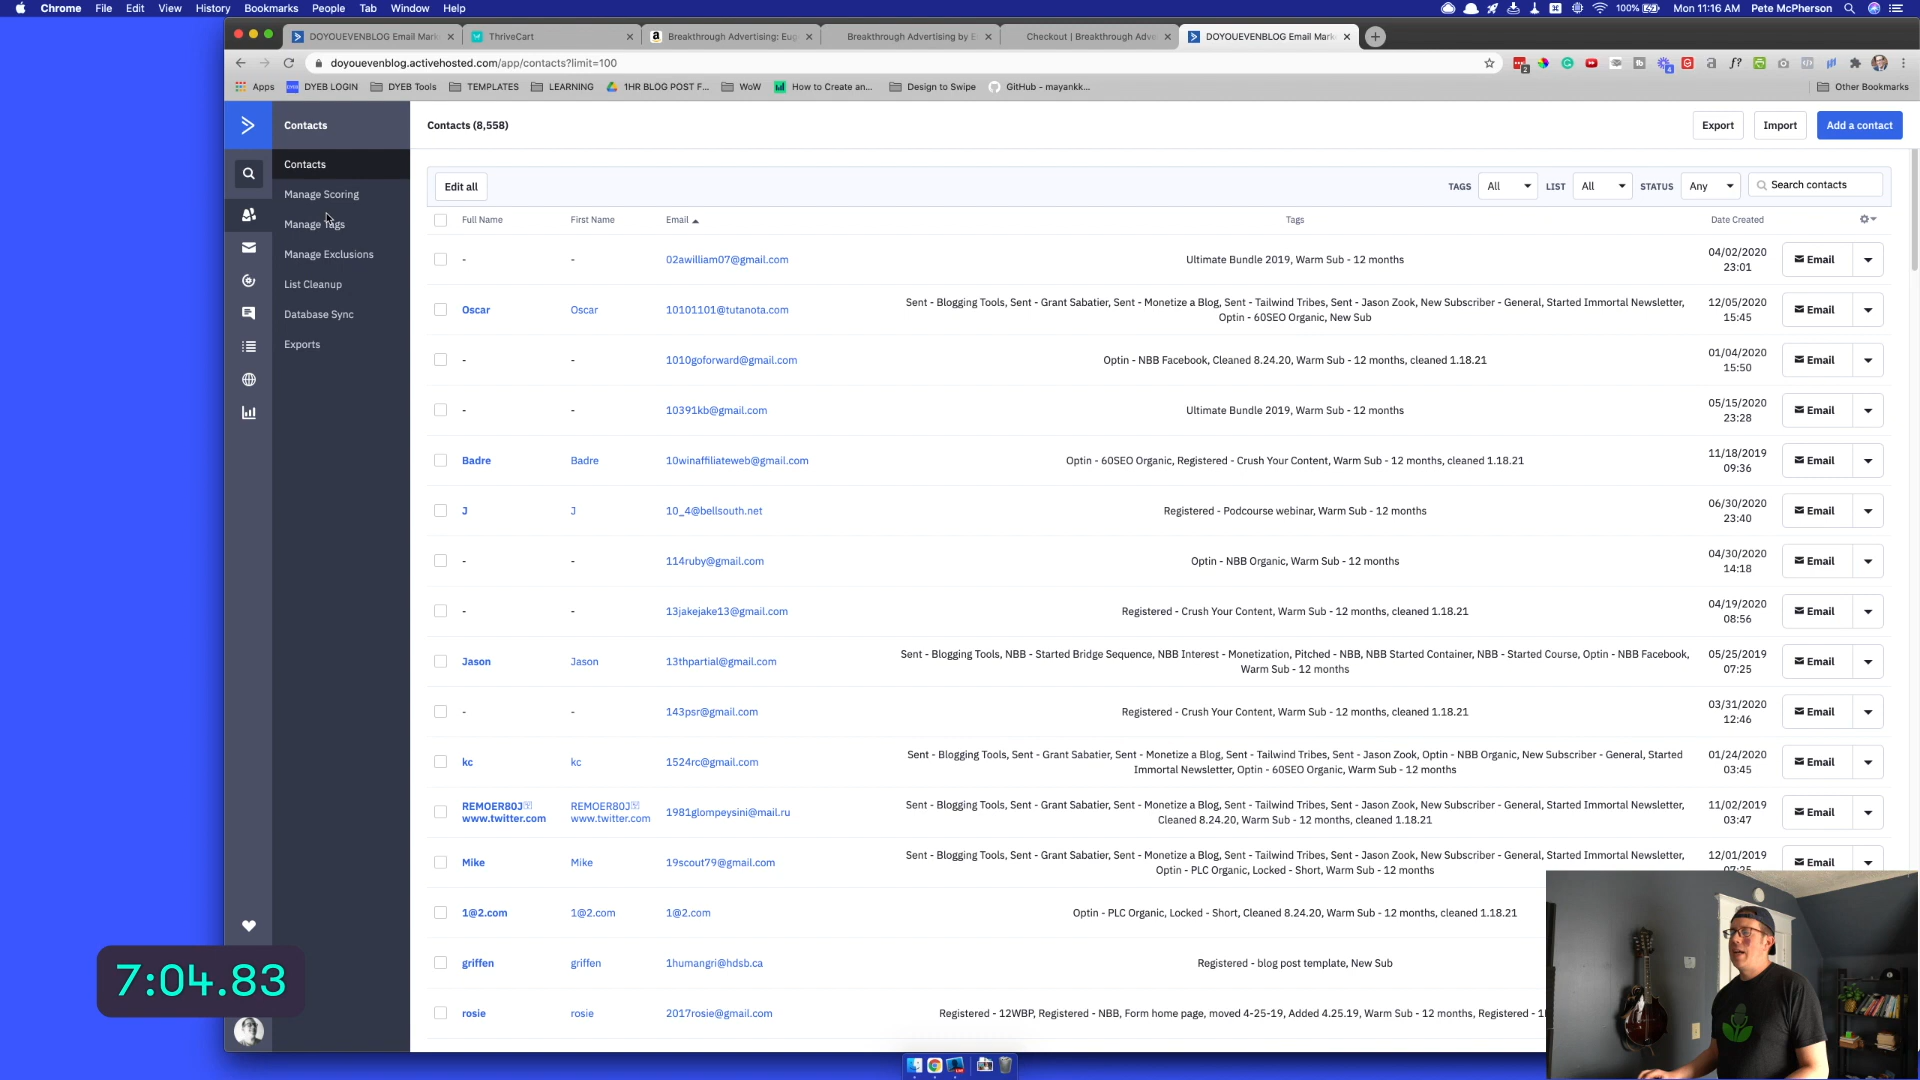 Chrome File Edit View History Bookmarks People Tab Window Help
100% Mon 11:16 AM Pete McPherson
DOYOUEVENBLOG Email Mark ThriveCart Breakthrough Advertising: Eug Breakthrough Advertising by E Checkout | Breakthrough Adv DOYOUEVENBLOG Email Mark
doyouevenblog.activehosted.com/app/contacts?limit=100
Apps DYEB LOGIN DYEB Tools TEMPLATES LEARNING 1HR BLOG POST F... WoW How to Create an... Design to Swipe GitHub - mayankk... Other Bookmarks
Contacts
Contacts
Manage Scoring
Manage Tags
Manage Exclusions
List Cleanup
Database Sync
Exports
Contacts (8,558) Export Import Add a contact
Edit all TAGS All LIST All STATUS Any Search contacts
Full Name First Name Email Tags Date Created
- - 02awilliam07@gmail.com Ultimate Bundle 2019, Warm Sub - 12 months 04/02/2020 Email
23:01
Oscar Oscar 10101101@tutanota.com Sent - Blogging Tools, Sent - Grant Sabatier, Sent - Monetize a Blog, Sent - Tailwind Tribes, Sent - Jason Zook, New Subscriber - General, Started Immortal Newsletter, 12/05/2020 Email
Optin - 60SEO Organic, New Sub 15:45
- - 1010goforward@gmail.com Optin - NBB Facebook, Cleaned 8.24.20, Warm Sub - 12 months, cleaned 1.18.21 01/04/2020 Email
15:50
- - 10391kb@gmail.com Ultimate Bundle 2019, Warm Sub - 12 months 05/15/2020 Email
23:28
Badre Badre 10winaffiliateweb@gmail.com Optin - 60SEO Organic, Registered - Crush Your Content, Warm Sub - 12 months, cleaned 1.18.21 11/18/2019 Email
09:36
J J 10_4@bellsouth.net Registered - Podcourse webinar, Warm Sub - 12 months 06/30/2020 Email
23:40
- - 114ruby@gmail.com Optin - NBB Organic, Warm Sub - 12 months 04/30/2020 Email
14:18
- - 13jakejake13@gmail.com Registered - Crush Your Content, Warm Sub - 12 months, cleaned 1.18.21 04/19/2020 Email
08:56
Jason Jason 13thpartial@gmail.com Sent - Blogging Tools, NBB - Started Bridge Sequence, NBB Interest - Monetization, Pitched - NBB, NBB Started Container, NBB - Started Course, Optin - NBB Facebook, 05/25/2019 Email
Warm Sub - 12 months 07:25
- - 143psr@gmail.com Registered - Crush Your Content, Warm Sub - 12 months, cleaned 1.18.21 03/31/2020 Email
12:46
kc kc 1524rc@gmail.com Sent - Blogging Tools, Sent - Grant Sabatier, Sent - Monetize a Blog, Sent - Tailwind Tribes, Sent - Jason Zook, Optin - NBB Organic, New Subscriber - General, Started 01/24/2020 Email
Immortal Newsletter, Optin - 60SEO Organic, Warm Sub - 12 months 03:45
REMOER80J REMOER80J 1981glompeysini@mail.ru Sent - Blogging Tools, Sent - Grant Sabatier, Sent - Monetize a Blog, Sent - Tailwind Tribes, Sent - Jason Zook, New Subscriber - General, Started Immortal Newsletter, 11/02/2019 Email
www.twitter.com www.twitter.com Cleaned 8.24.20, Warm Sub - 12 months, cleaned 1.18.21 03:47
Mike Mike 19scout79@gmail.com Sent - Blogging Tools, Sent - Grant Sabatier, Sent - Monetize a Blog, Sent - Tailwind Tribes, Sent - Jason Zook, New Subscriber - General, Started Immortal Newsletter, 12/01/2019 Email
Optin - PLC Organic, Locked - Short, Warm Sub - 12 months 07:25
1@2.com 1@2.com 1@2.com Optin - PLC Organic, Locked - Short, Cleaned 8.24.20, Warm Sub - 12 months, cleaned 1.18.21
griffen griffen 1humangri@hdsb.ca Registered - blog post template, New Sub
rosie rosie 2017rosie@gmail.com Registered - 12WBP, Registered - NBB, Form home page, moved 4-25-19, Added 4.25.19, Warm Sub - 12 months, Registered - 1
7:04.83